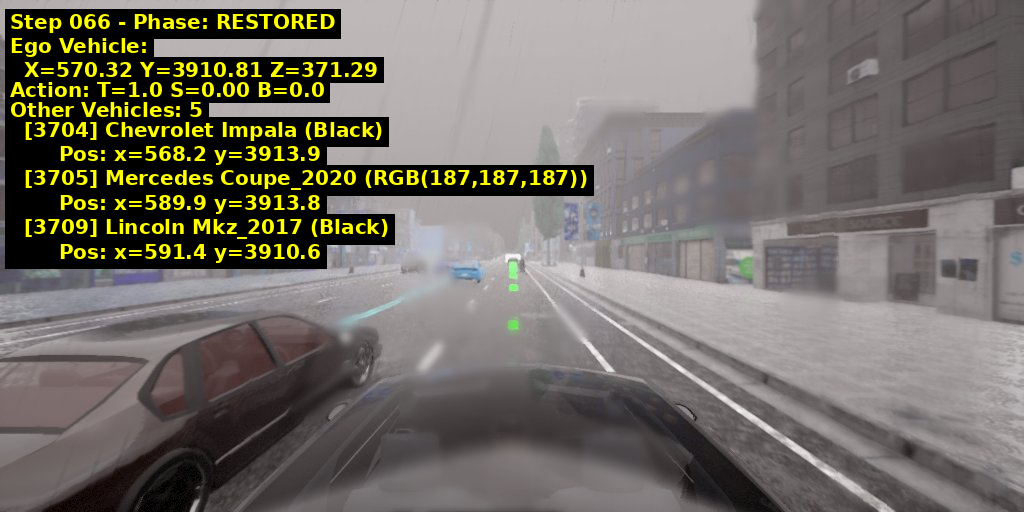 Step 066 - Phase: RESTORED
Ego Vehicle:
X=570.32 Y=3910.81 Z=371.29
Action: T=1.0 S=0.00 B=0.0
Other Vehicles: 5
[3704] Chevrolet Impala (Black)
Pos: x=568.2 y=3913.9
[3705] Mercedes Coupe_2020 (RGB(187,187,187))
Pos: x=589.9 y=3913.8
[3709] Lincoln Mkz_2017 (Black)
Pos: x=591.4 y=3910.6